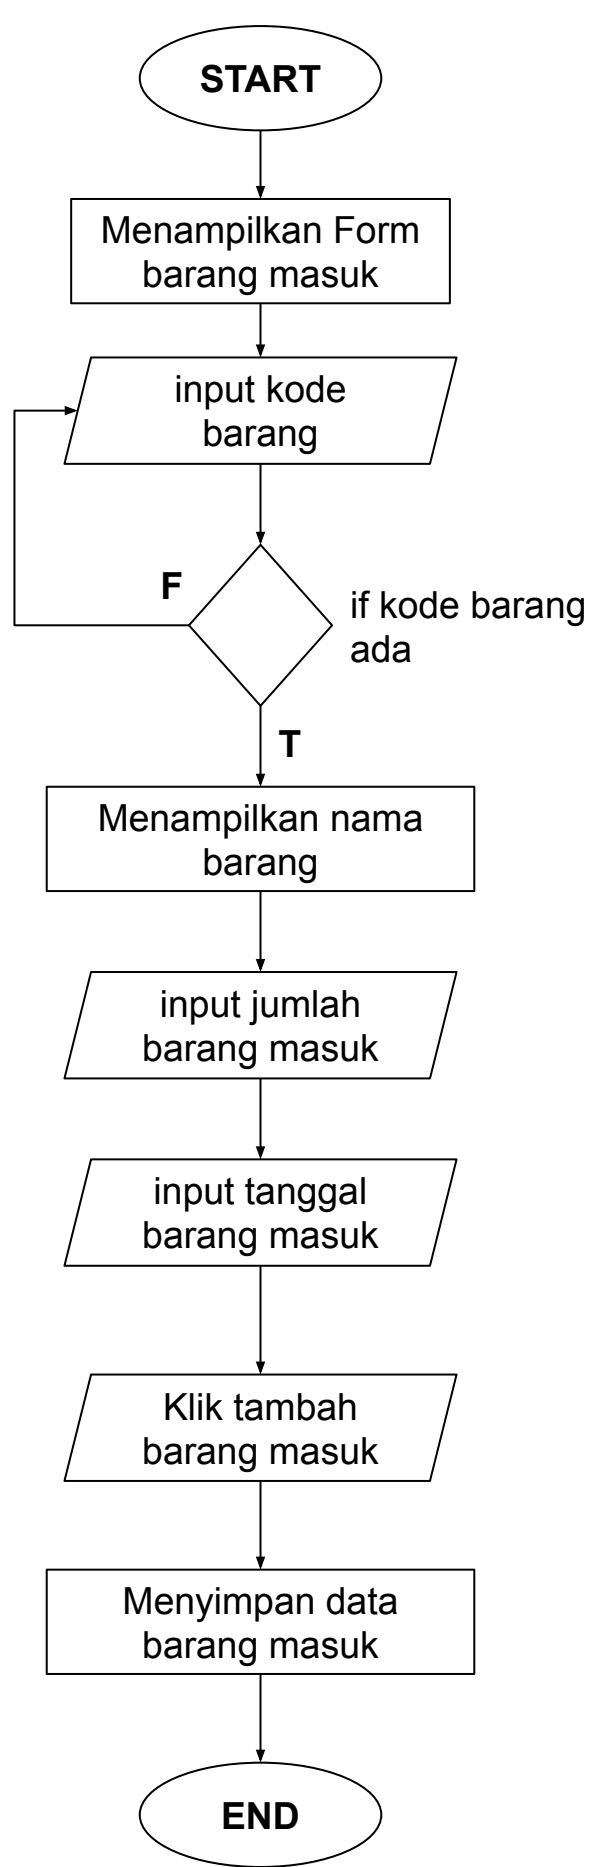 START
Menampilkan Form
barang masuk
input kode
barang
F
if kode barang
ada
T
Menampilkan nama
barang
input jumlah
barang masuk
input tanggal
barang masuk
Klik tambah
barang masuk
Menyimpan data
barang masuk
END